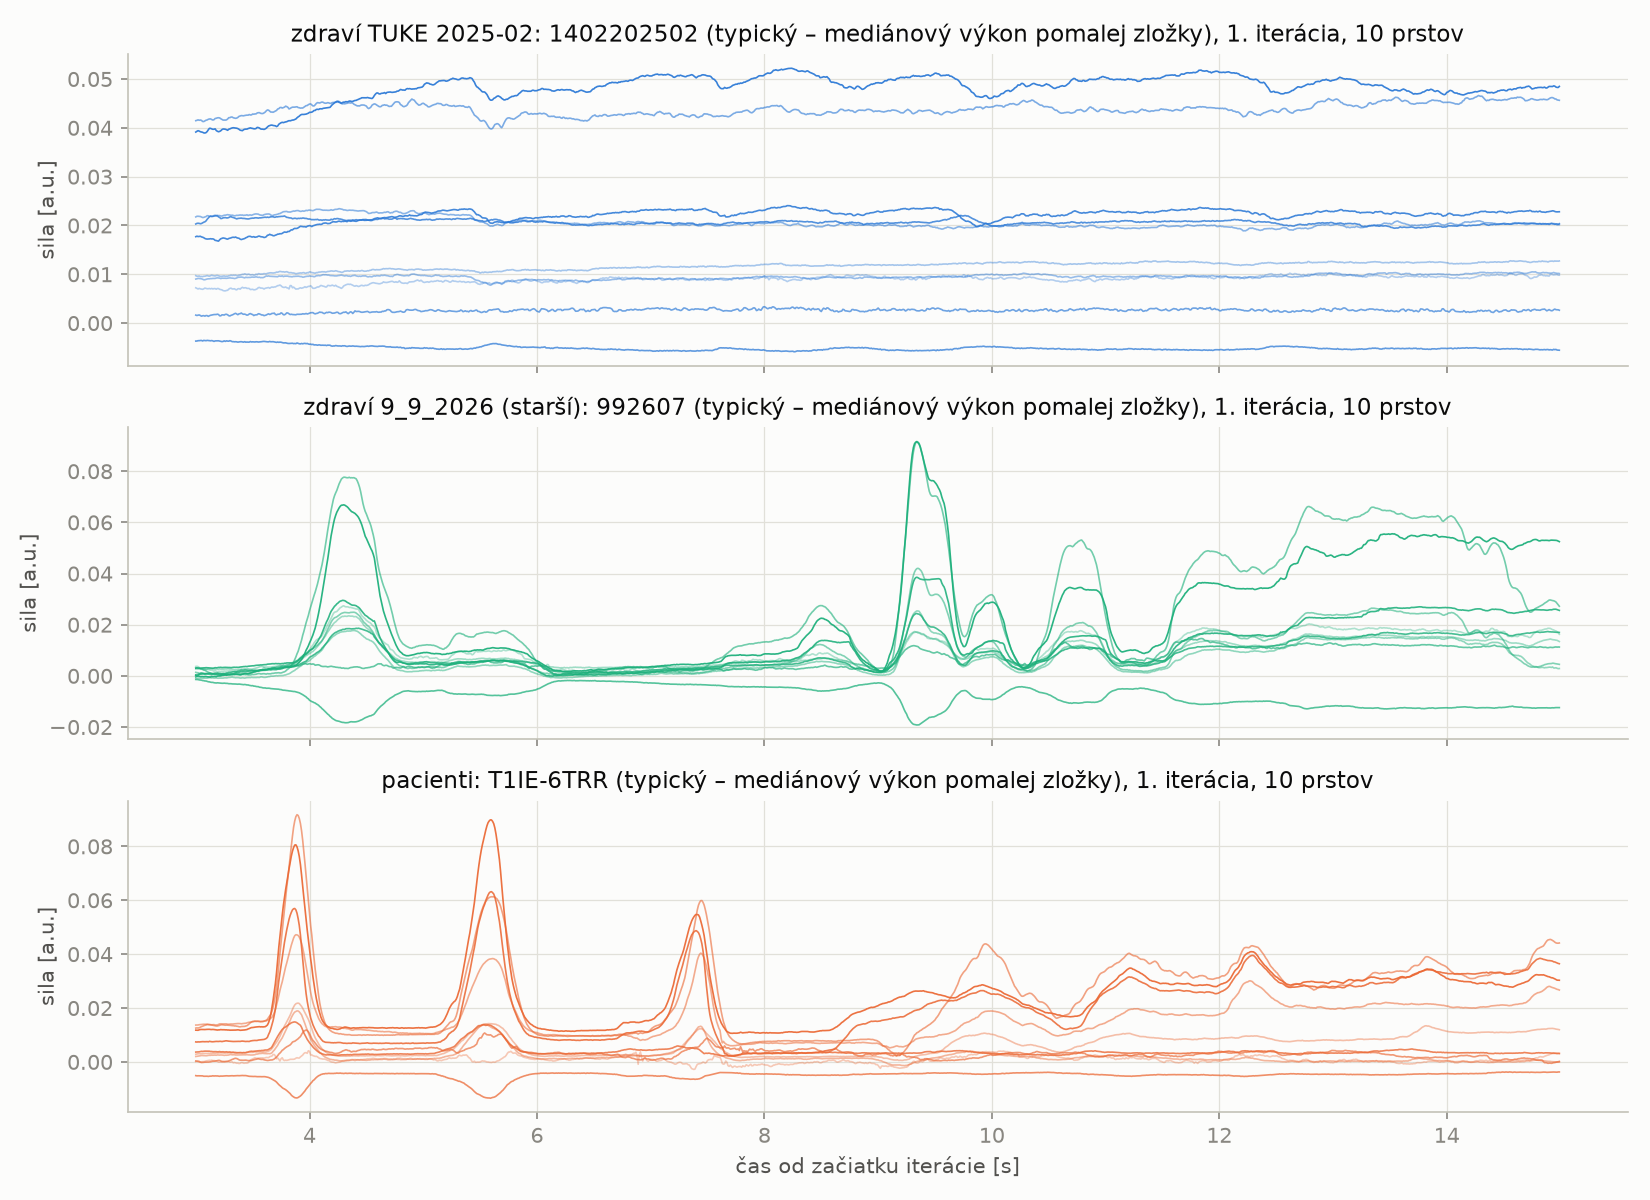 zdraví TUKE 2025-02: 1402202502 (typický – mediánový výkon pomalej zložky), 1. iterácia, 10 prstov
sila [a.u.]
0.05
0.04
0.03
0.02
0.01
0.00
zdraví 9_9_2026 (starší): 992607 (typický – mediánový výkon pomalej zložky), 1. iterácia, 10 prstov
sila [a.u.]
0.08
0.06
0.04
0.02
0.00
−0.02
pacienti: T1IE-6TRR (typický – mediánový výkon pomalej zložky), 1. iterácia, 10 prstov
sila [a.u.]
0.08
0.06
0.04
0.02
0.00
4 6 8 10 12 14
čas od začiatku iterácie [s]